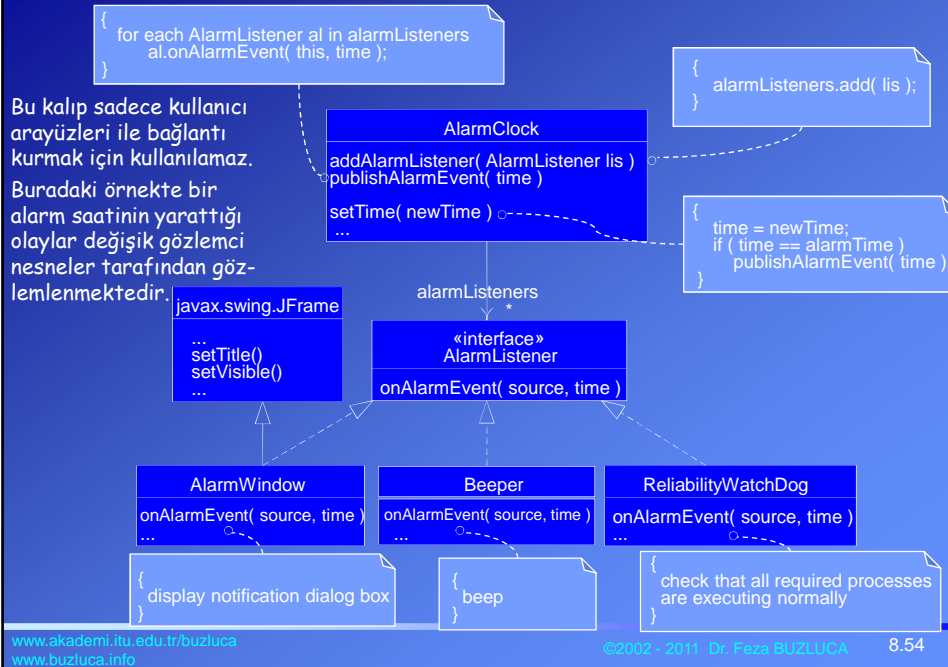 {
for each AlarmListener al in alarmListeners
al.onAlarmEvent( this, time );
}
{
alarmListeners.add( lis );
}
Bu kalıp sadece kullanıcı
arayüzleri ile bağlantı
kurmak için kullanılamaz.
Buradaki örnekte bir
alarm saatinin yarattığı
olaylar değişik gözlemci
nesneler tarafından göz-
lemlenmektedir.
AlarmClock
addAlarmListener( AlarmListener lis )
publishAlarmEvent( time )
setTime( newTime )
...
{
time = newTime;
if ( time == alarmTime )
publishAlarmEvent( time )
}
alarmListeners
*
javax.swing.JFrame
...
setTitle()
setVisible()
...
«interface»
AlarmListener
onAlarmEvent( source, time )
AlarmWindow
onAlarmEvent( source, time )
...
Beeper
onAlarmEvent( source, time )
...
ReliabilityWatchDog
onAlarmEvent( source, time )
...
{
display notification dialog box
}
{
beep
}
{
check that all required processes
are executing normally
}
www.akademi.itu.edu.tr/buzluca
www.buzluca.info
©2002 - 2011 Dr. Feza BUZLUCA
8.54